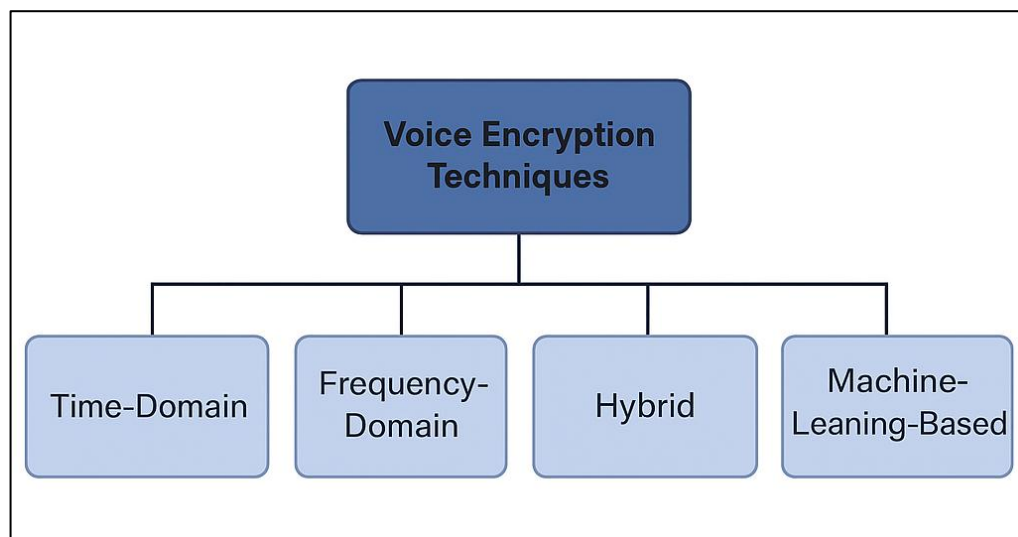 Voice Encryption
Techniques
Time-Domain
Frequency-
Domain
Hybrid
Machine-
Leaning-Based